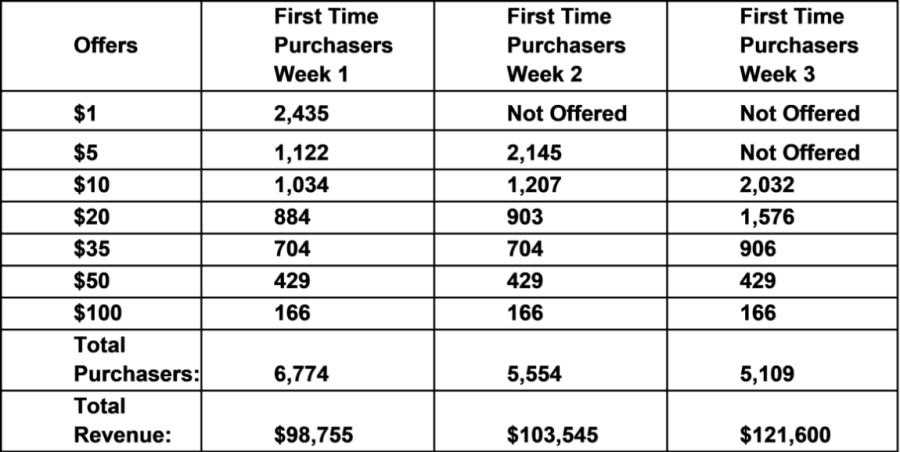 Offers First Time Purchasers Week 1 First Time Purchasers Week 2 First Time Purchasers Week 3
$1 2,435 Not Offered Not Offered
$5 1,122 2,145 Not Offered
$10 1,034 1,207 2,032
$20 884 903 1,576
$35 704 704 906
$50 429 429 429
$100 166 166 166
Total Purchasers: 6,774 5,554 5,109
Total Revenue: $98,755 $103,545 $121,600